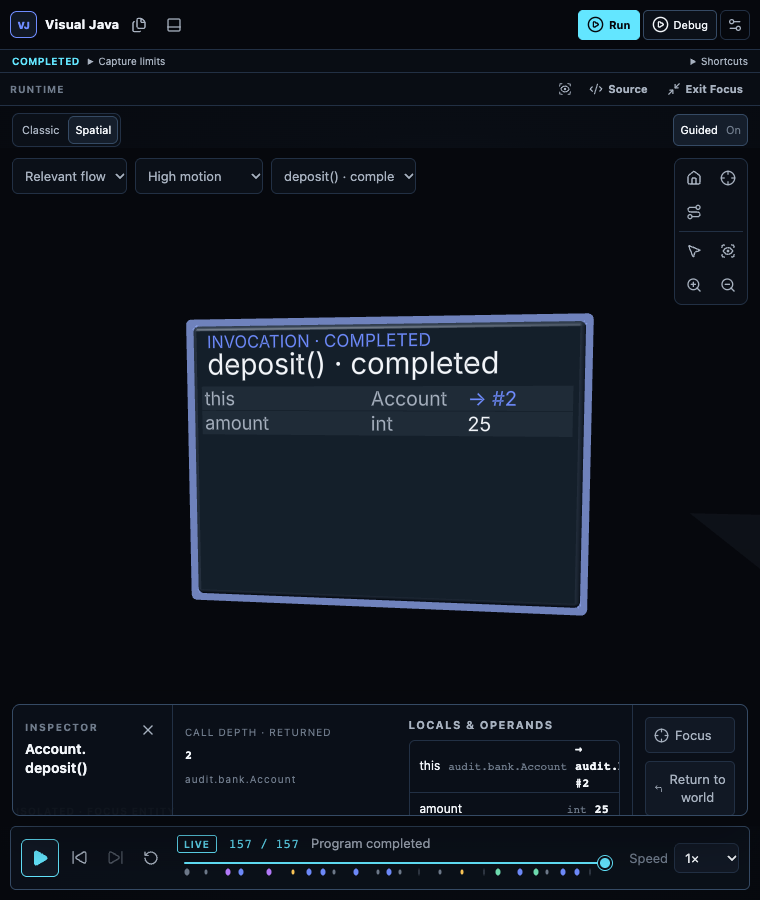 VJ Visual Java Run Debug
COMPLETED Capture limits Shortcuts
RUNTIME Source Exit Focus
Classic Spatial Guided On
Relevant flow High motion deposit() · comple
INVOCATION · COMPLETED
deposit() · completed
this Account → #2
amount int 25
INSPECTOR
Account.
deposit()
CALL DEPTH · RETURNED
2
audit.bank.Account
LOCALS & OPERANDS
this audit.bank.Account → audit. #2
amount int 25
Focus
Return to
world
LIVE 157 / 157 Program completed
Speed 1×